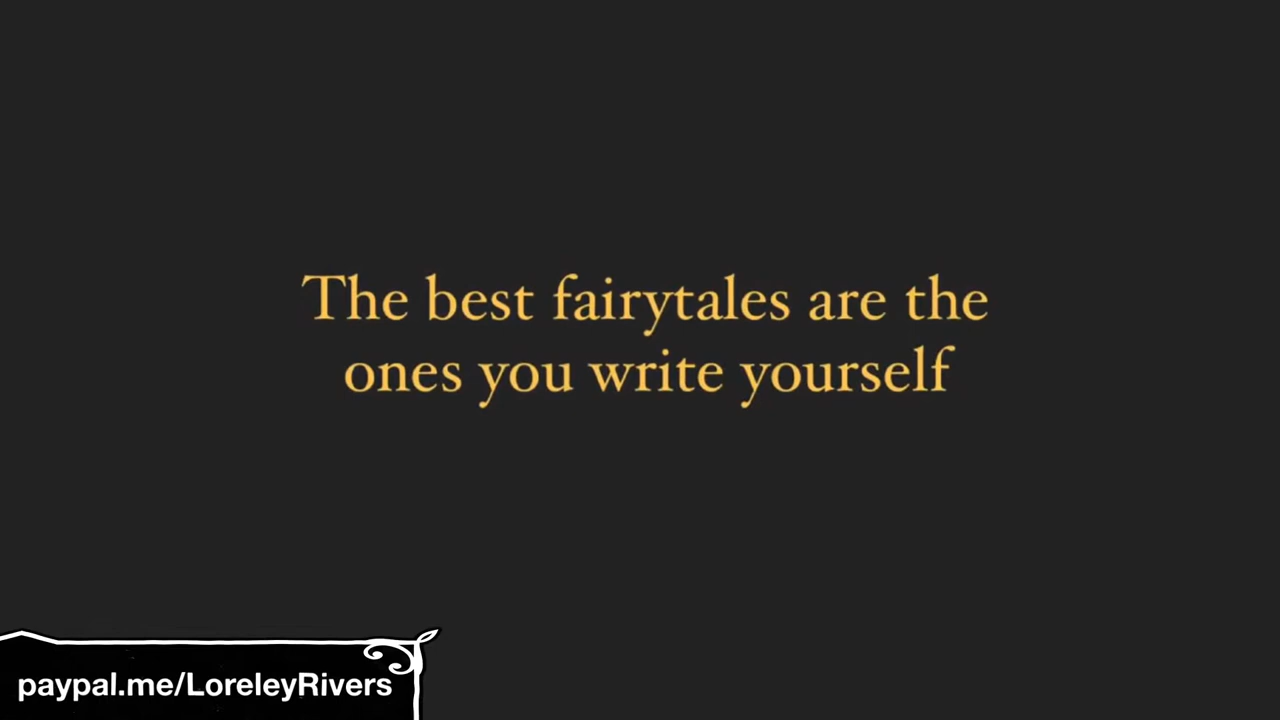 The best fairytales are the
ones you write yourself
paypal.me/LoreleyRivers